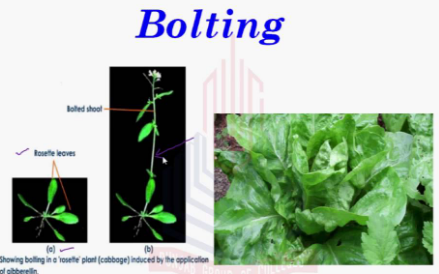 Bolting
Bolted shoot
Rosette leaves
(a)
(b)
Showing bolting in a 'rosette' plant (cabbage) induced by the application
of gibberellin.